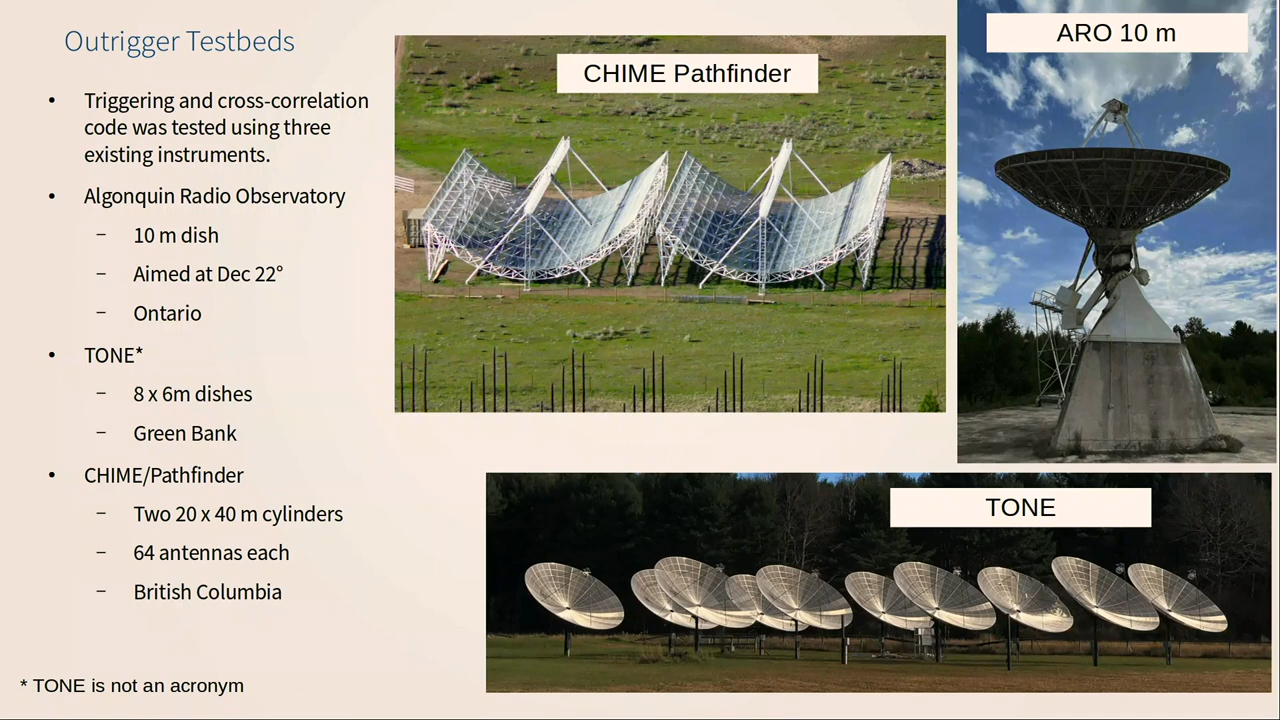 Outrigger Testbeds
• Triggering and cross-correlation
code was tested using three
existing instruments.
• Algonquin Radio Observatory
– 10 m dish
– Aimed at Dec 22°
– Ontario
• TONE*
– 8 x 6m dishes
– Green Bank
• CHIME/Pathfinder
– Two 20 x 40 m cylinders
– 64 antennas each
– British Columbia
* TONE is not an acronym
CHIME Pathfinder
ARO 10 m
TONE